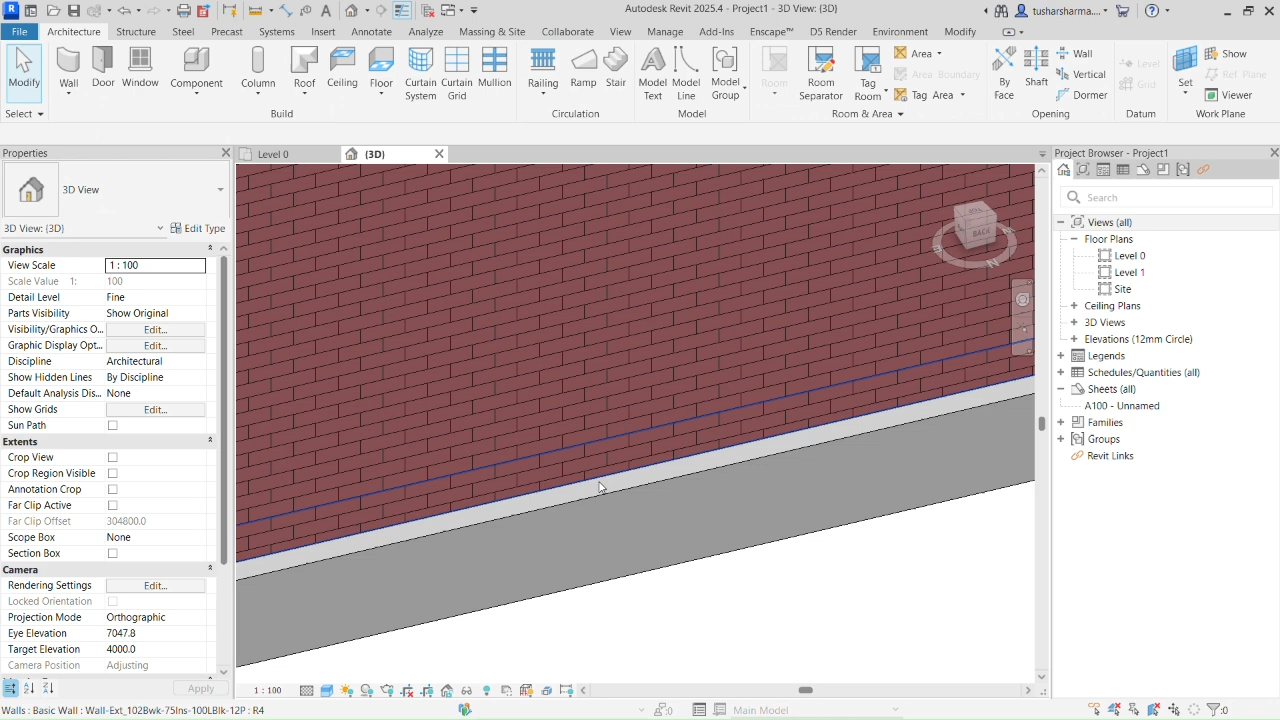 Autodesk Revit 2025.4 - Project1 - 3D View: {3D}
tusharsharma....
File Architecture Structure Steel Precast Systems Insert Annotate Analyze Massing & Site Collaborate View Manage Add-Ins Enscape™ D5 Render Environment Modify
Modify Wall Door Window Component Column Roof Ceiling Floor Curtain System Curtain Grid Mullion Railing Ramp Stair Model Text Model Line Model Group Room Room Separator Tag Room
Area
Area Boundary
Tag Area
By Face Shaft
Wall
Vertical
Dormer
Level
Grid
Set
Show
Ref Plane
Viewer
Select Build Circulation Model Room & Area Opening Datum Work Plane
Properties
3D View
3D View: {3D} Edit Type
Graphics
View Scale 1 : 100
Scale Value 1: 100
Detail Level Fine
Parts Visibility Show Original
Visibility/Graphics O... Edit...
Graphic Display Opt... Edit...
Discipline Architectural
Show Hidden Lines By Discipline
Default Analysis Dis... None
Show Grids Edit...
Sun Path
Extents
Crop View
Crop Region Visible
Annotation Crop
Far Clip Active
Far Clip Offset 304800.0
Scope Box None
Section Box
Camera
Rendering Settings Edit...
Locked Orientation
Projection Mode Orthographic
Eye Elevation 7047.8
Target Elevation 4000.0
Camera Position Adjusting
Apply
Level 0 (3D)
BACK
N
1 : 100
Project Browser - Project1
Search
Views (all)
Floor Plans
Level 0
Level 1
Site
Ceiling Plans
3D Views
Elevations (12mm Circle)
Legends
Schedules/Quantities (all)
Sheets (all)
A100 - Unnamed
Families
Groups
Revit Links
Walls : Basic Wall : Wall-Ext_102Bwk-75Ins-100LBlk-12P : R4
:0
Main Model
:0